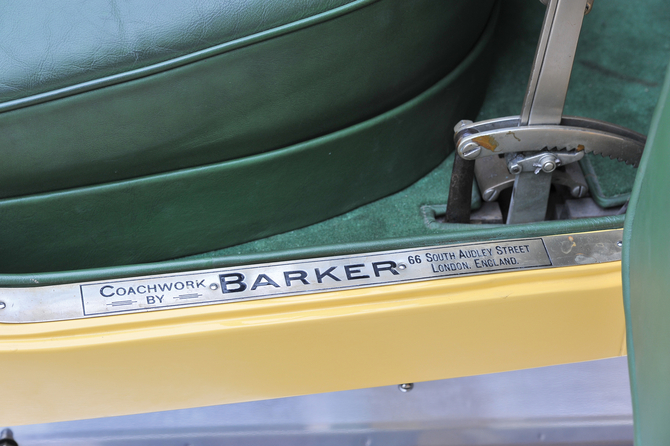 COACHWORK
BY
BARKER
66 SOUTH AUDLEY STREET
LONDON, ENGLAND.